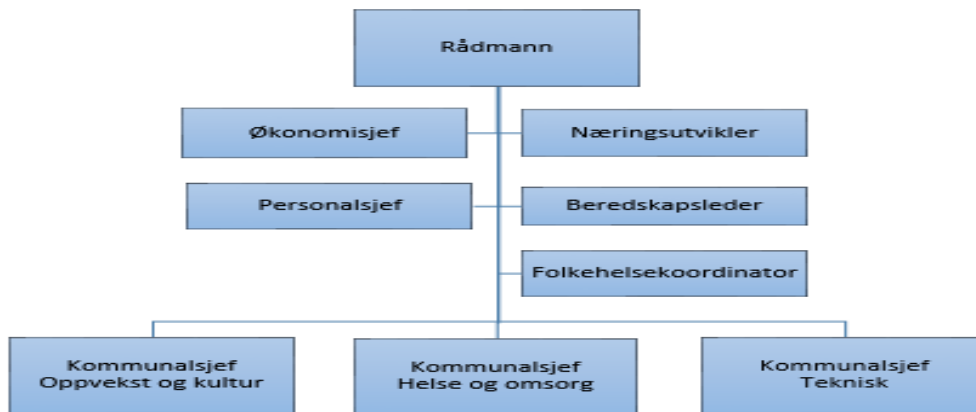 Rådmann
Økonomisjef
Næringsutvikler
Personalsjef
Beredskapsleder
Folkehelsekoordinator
Kommunalsjef
Oppvekst og kultur
Kommunalsjef
Helse og omsorg
Kommunalsjef
Teknisk